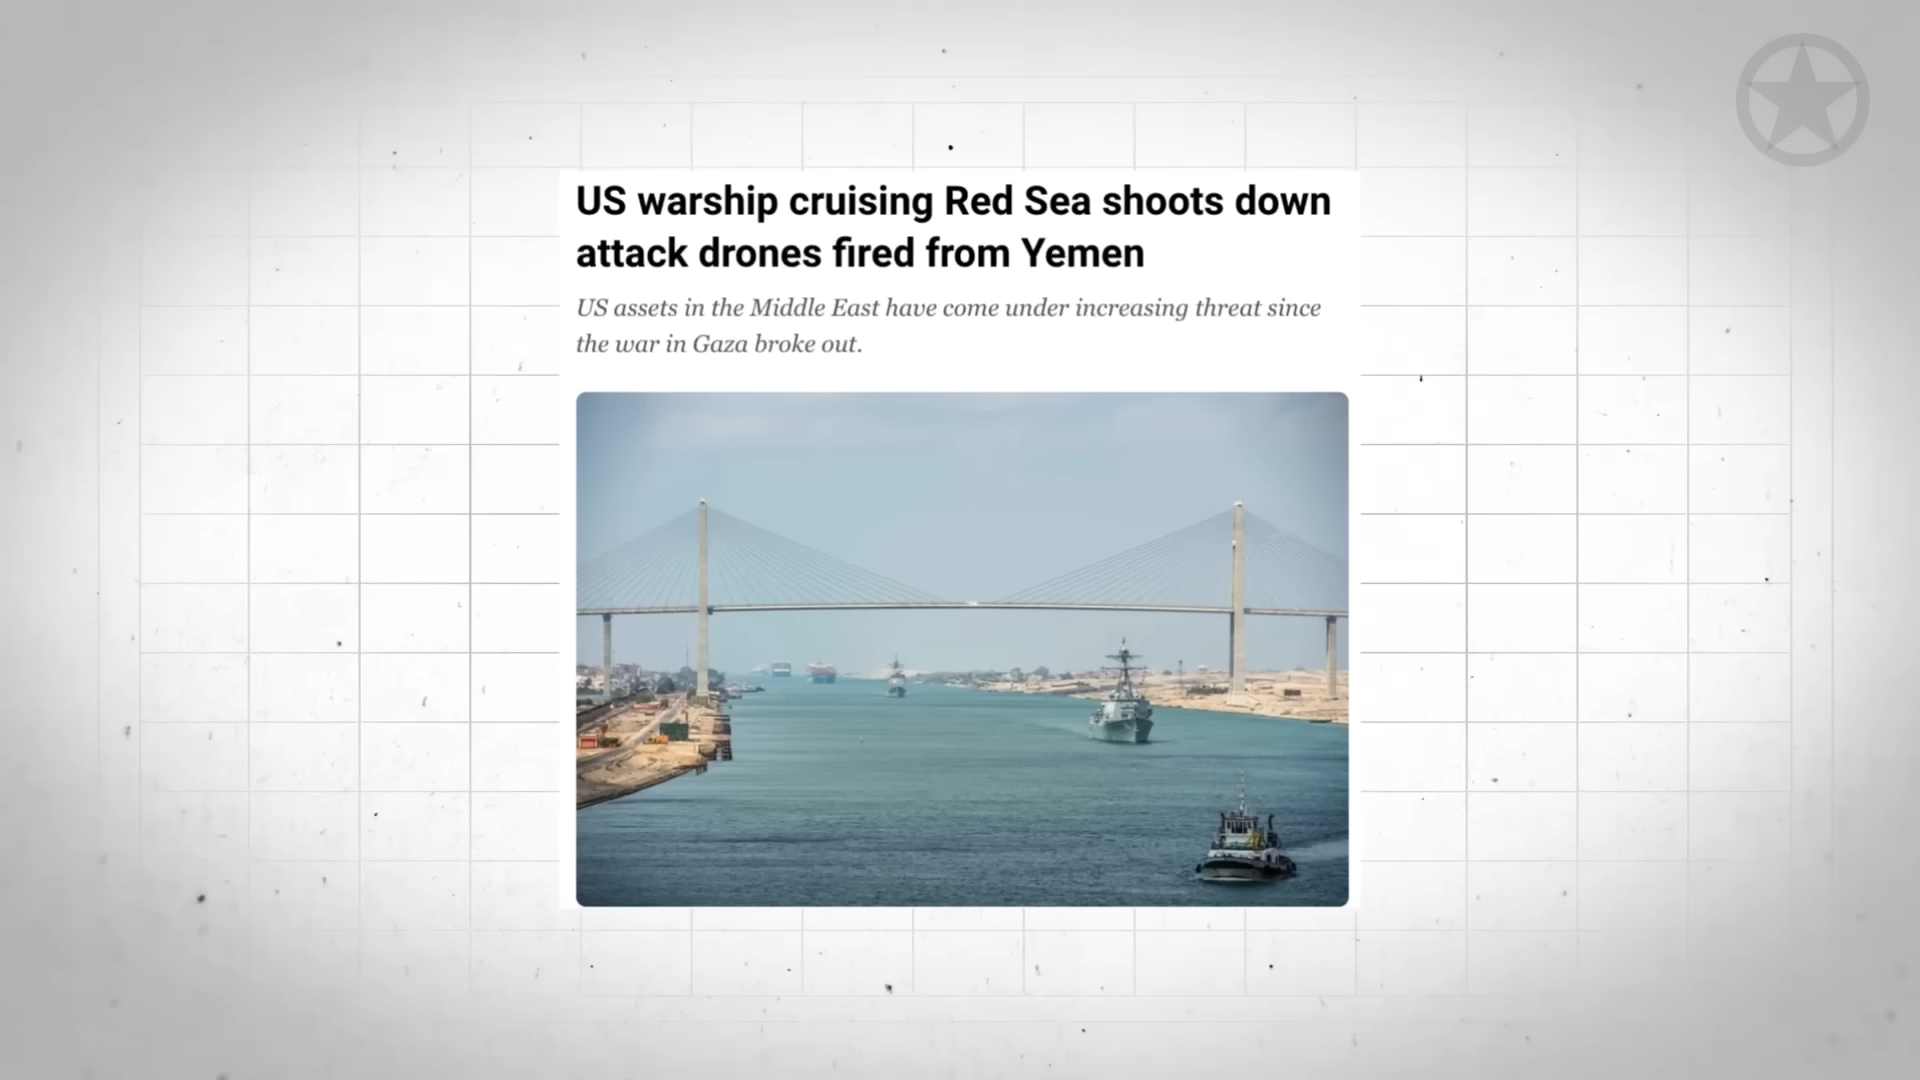 US warship cruising Red Sea shoots down
attack drones fired from Yemen
US assets in the Middle East have come under increasing threat since
the war in Gaza broke out.